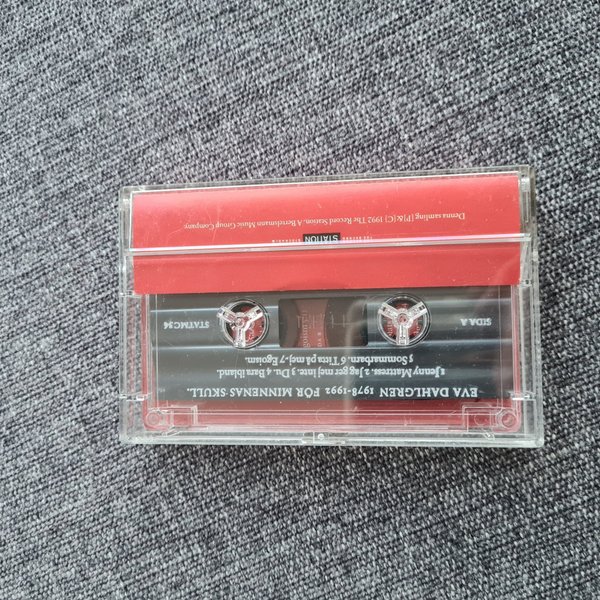 EVA DAHLGREN 1978-1992 FÖR MINNENAS SKULL.
1 Jenny Mattress. 2 Jag ger mej inte. 3 Du. 4 Bara ibland.
5 Sommarbarn. 6 Titta på mej. 7 Egoism.
SIDA A
STATMC34
STATION
Denna samling [P]&[C] 1992 The Record Station. A Bertelsmann Music Group Company.